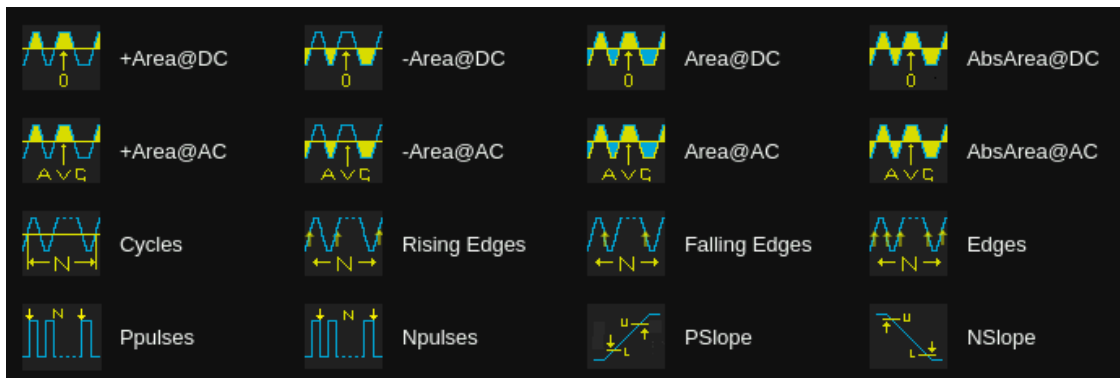 +Area@DC -Area@DC Area@DC AbsArea@DC
0 0 0 0
+Area@AC -Area@AC Area@AC AbsArea@AC
AVG AVG AVG AVG
Cycles Rising Edges Falling Edges Edges
N N N N
N N U U
Ppulses Npulses PSlope NSlope
L L